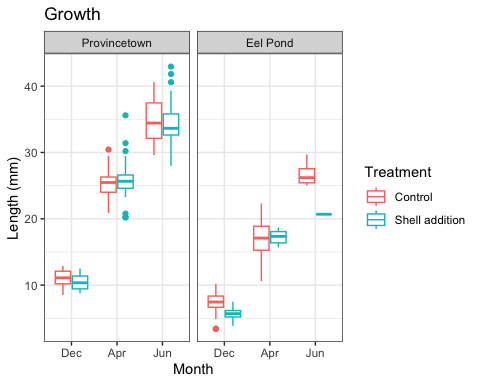 Growth
Provincetown
Eel Pond
40
30
20
10
Length (mm)
Dec
Apr
Jun
Dec
Apr
Jun
Month
Treatment
Control
Shell addition